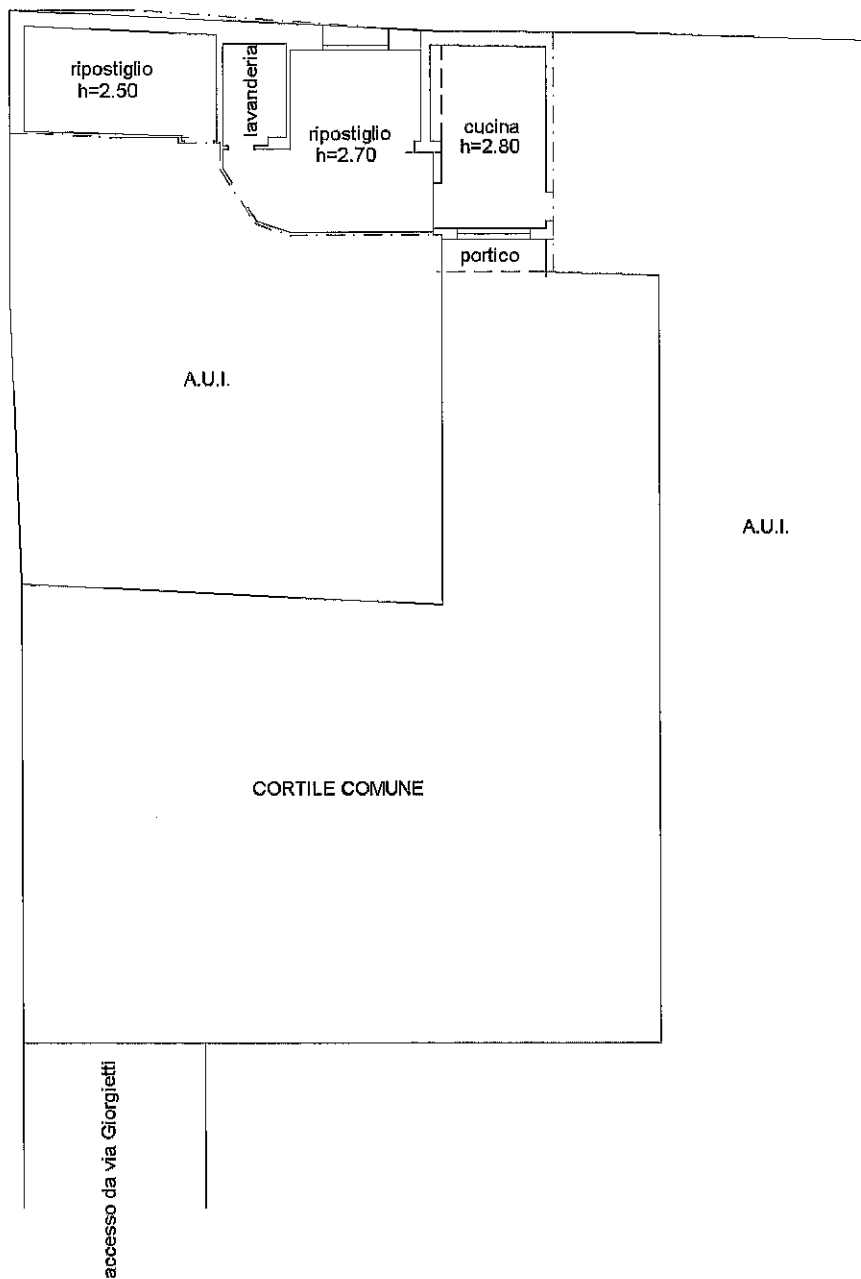 ripostiglio
h=2.50
lavanderia
ripostiglio
h=2.70
cucina
h=2.80
portico
A.U.I.
A.U.I.
CORTILE COMUNE
accesso da via Giorgietti